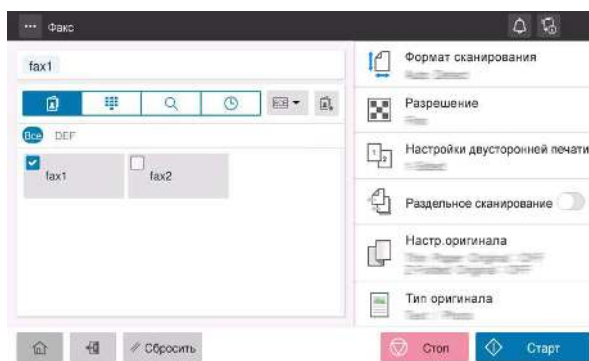 Факс
fax1
Все DEF
fax1
fax2
Формат сканирования
Разрешение
Настройки двусторонней печати
Раздельное сканирование
Настр.оригинала
Тип оригинала
Сбросить
Стоп
Старт